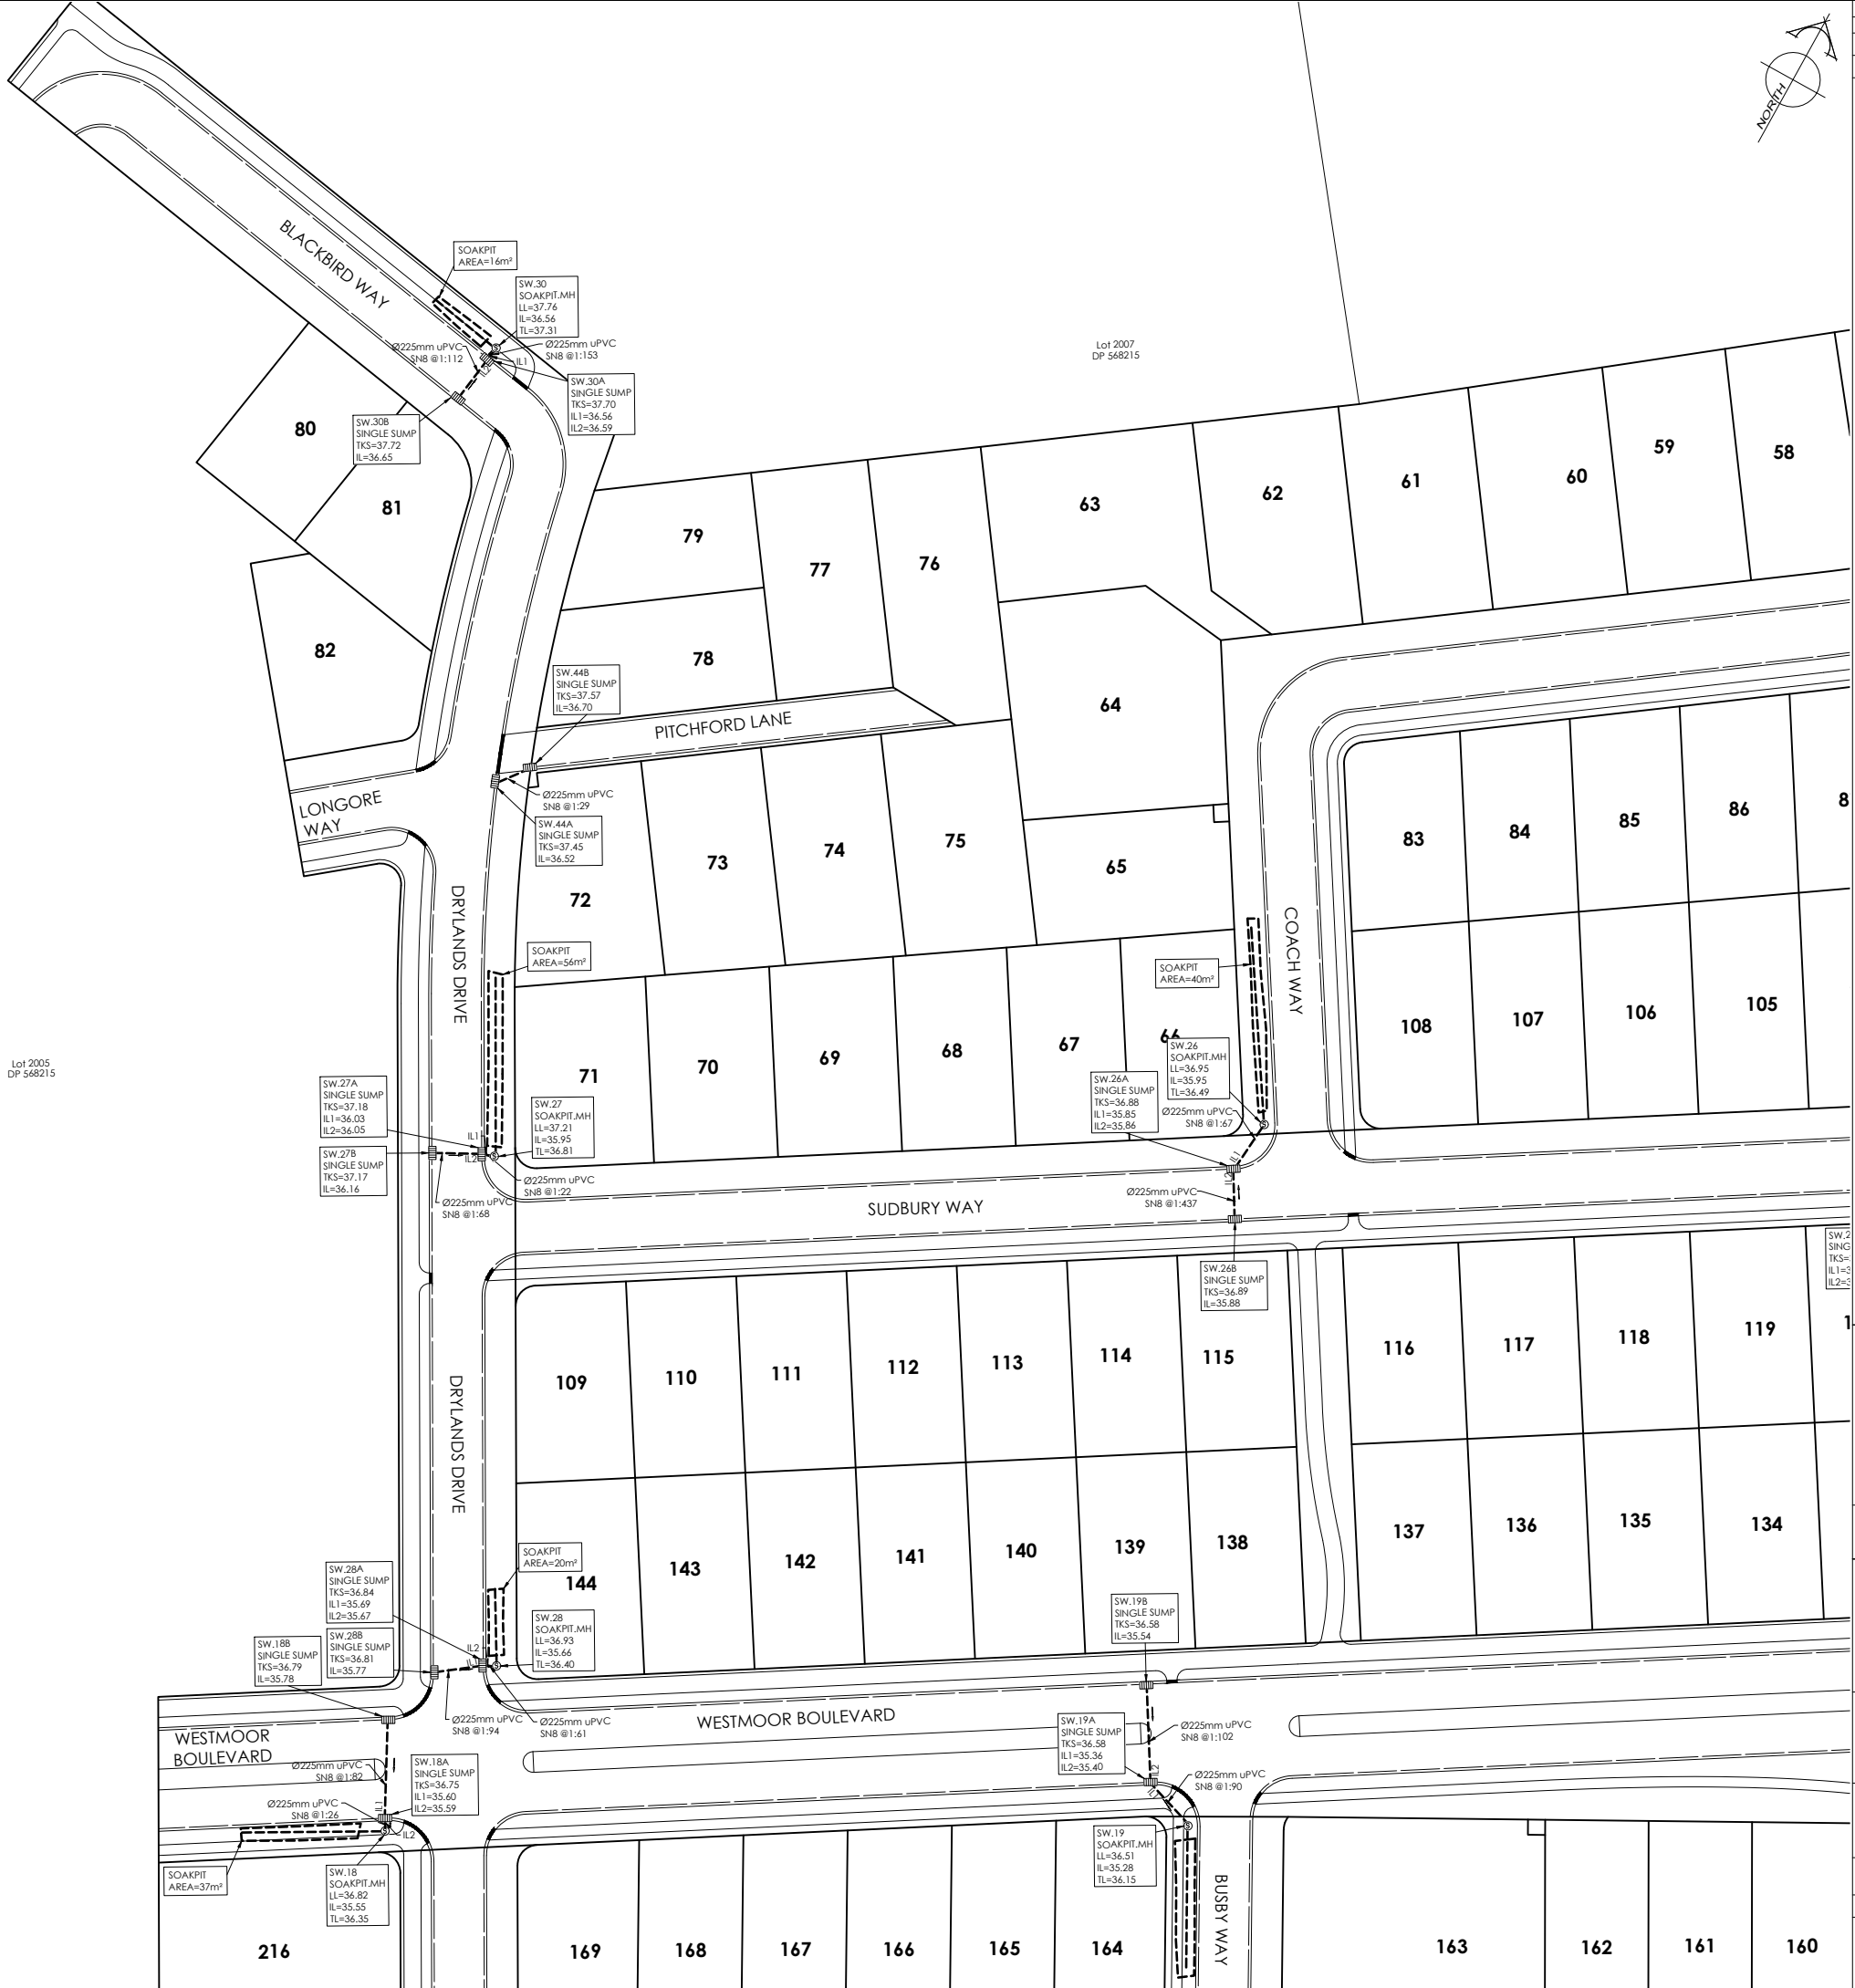 NORTH
BLACKBIRD WAY
SOAKPIT
AREA=16m²
SW.30
SOAKPIT.MH
LL=37.76
IL=36.56
TL=37.31
Ø225mm uPVC
SN8 @1:112
Ø225mm uPVC
SN8 @1:153
IL1
IL2
SW.30A
SINGLE SUMP
TKS=37.70
IL1=36.56
IL2=36.59
SW.30B
SINGLE SUMP
TKS=37.72
IL=36.65
Lot 2007
DP 568215
80
81
82
79
77
76
63
62
61
60
59
58
78
64
SW.44B
SINGLE SUMP
TKS=37.57
IL=36.70
PITCHFORD LANE
LONGORE
WAY
Ø225mm uPVC
SN8 @1:29
SW.44A
SINGLE SUMP
TKS=37.45
IL=36.52
72
73
74
75
65
83
84
85
86
8
DRYLANDS DRIVE
SOAKPIT
AREA=56m²
COACH WAY
SOAKPIT
AREA=40m²
108
107
106
105
Lot 2005
DP 568215
71
70
69
68
67
66
SW.26
SOAKPIT.MH
LL=36.95
IL=35.95
TL=36.49
SW.26A
SINGLE SUMP
TKS=36.88
IL1=35.85
IL2=35.86
Ø225mm uPVC
SN8 @1:67
SW.27A
SINGLE SUMP
TKS=37.18
IL1=36.03
IL2=36.05
SW.27
SOAKPIT.MH
LL=37.21
IL=35.95
TL=36.81
IL1
IL2
SW.27B
SINGLE SUMP
TKS=37.17
IL=36.16
Ø225mm uPVC
SN8 @1:22
Ø225mm uPVC
SN8 @1:68
IL1
SUDBURY WAY
Ø225mm uPVC
SN8 @1:437
SW.26B
SINGLE SUMP
TKS=36.89
IL=35.88
SW.2
SING
TKS=
IL1=3
IL2=3
109
110
111
112
113
114
115
116
117
118
119
1
DRYLANDS DRIVE
144
143
142
141
140
139
138
137
136
135
134
SOAKPIT
AREA=20m²
SW.28A
SINGLE SUMP
TKS=36.84
IL1=35.69
IL2=35.67
SW.28B
SINGLE SUMP
TKS=36.81
IL=35.77
SW.18B
SINGLE SUMP
TKS=36.79
IL=35.78
IL2
SW.28
SOAKPIT.MH
LL=36.93
IL=35.66
TL=36.40
SW.19B
SINGLE SUMP
TKS=36.58
IL=35.54
Ø225mm uPVC
SN8 @1:94
Ø225mm uPVC
SN8 @1:61
WESTMOOR BOULEVARD
WESTMOOR
BOULEVARD
SW.19A
SINGLE SUMP
TKS=36.58
IL1=35.36
IL2=35.40
Ø225mm uPVC
SN8 @1:102
IL2
Ø225mm uPVC
SN8 @1:90
Ø225mm uPVC
SN8 @1:82
SW.18A
SINGLE SUMP
TKS=36.75
IL1=35.60
IL2=35.59
Ø225mm uPVC
SN8 @1:26
IL1
IL2
SOAKPIT
AREA=37m²
SW.18
SOAKPIT.MH
LL=36.82
IL=35.55
TL=36.35
SW.19
SOAKPIT.MH
LL=36.51
IL=35.28
TL=36.15
BUSBY WAY
216
169
168
167
166
165
164
163
162
161
160